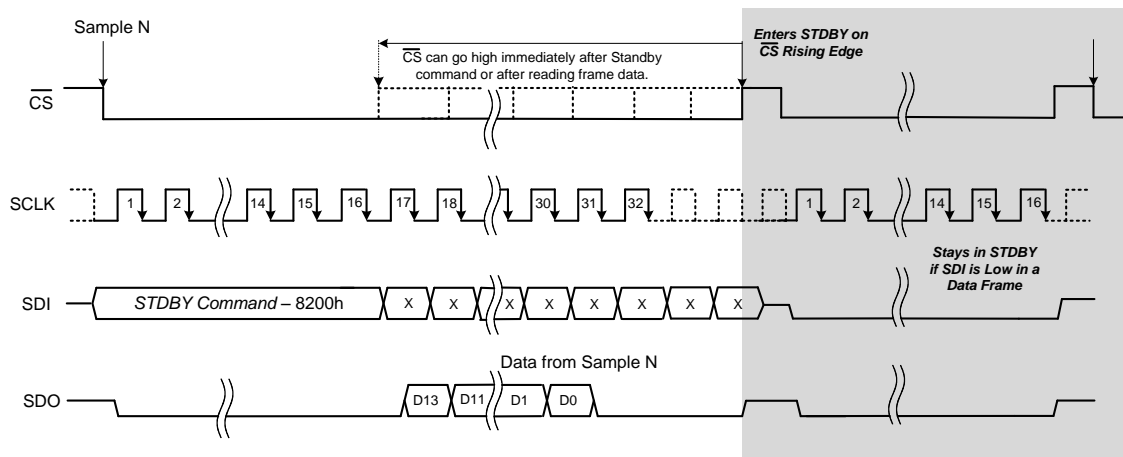 Sample N
CS can go high immediately after Standby
command or after reading frame data.
Enters STDBY on
CS Rising Edge
CS
SCLK
1 2 14 15 16 17 18 30 31 32 1 2 14 15 16
Stays in STDBY
if SDI is Low in a
Data Frame
SDI
STDBY Command – 8200h X X X X X X X X
Data from Sample N
SDO
D13 D11 D1 D0